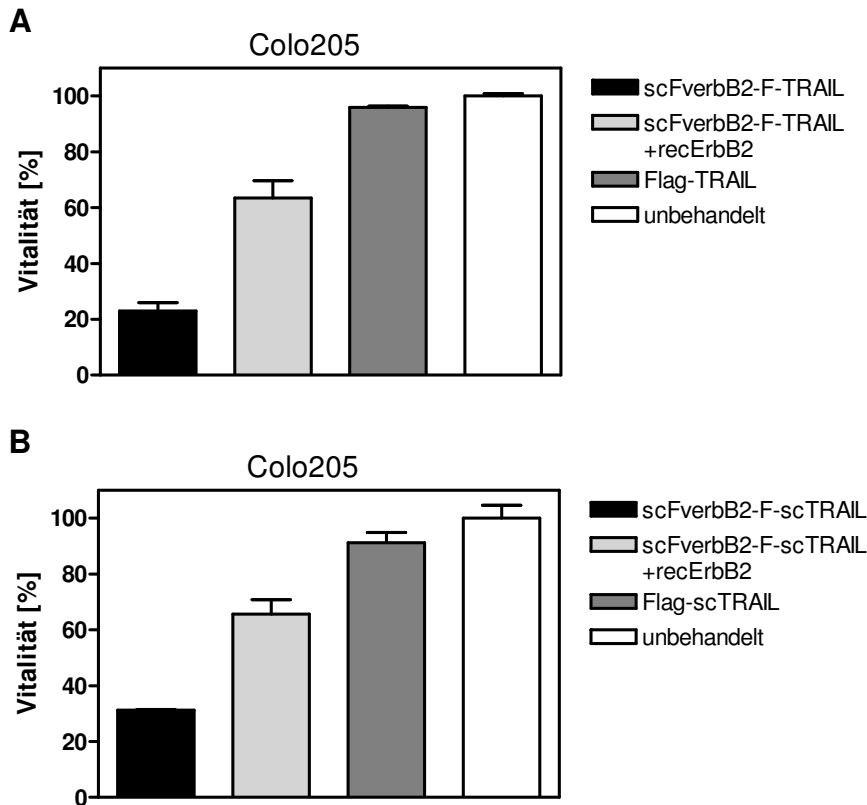 A
Colo205
Vitalität [%]
100
80
60
40
20
0
scFverbB2-F-TRAIL
scFverbB2-F-TRAIL
+recErbB2
Flag-TRAIL
unbehandelt
B
Colo205
Vitalität [%]
100
80
60
40
20
0
scFverbB2-F-scTRAIL
scFverbB2-F-scTRAIL
+recErbB2
Flag-scTRAIL
unbehandelt